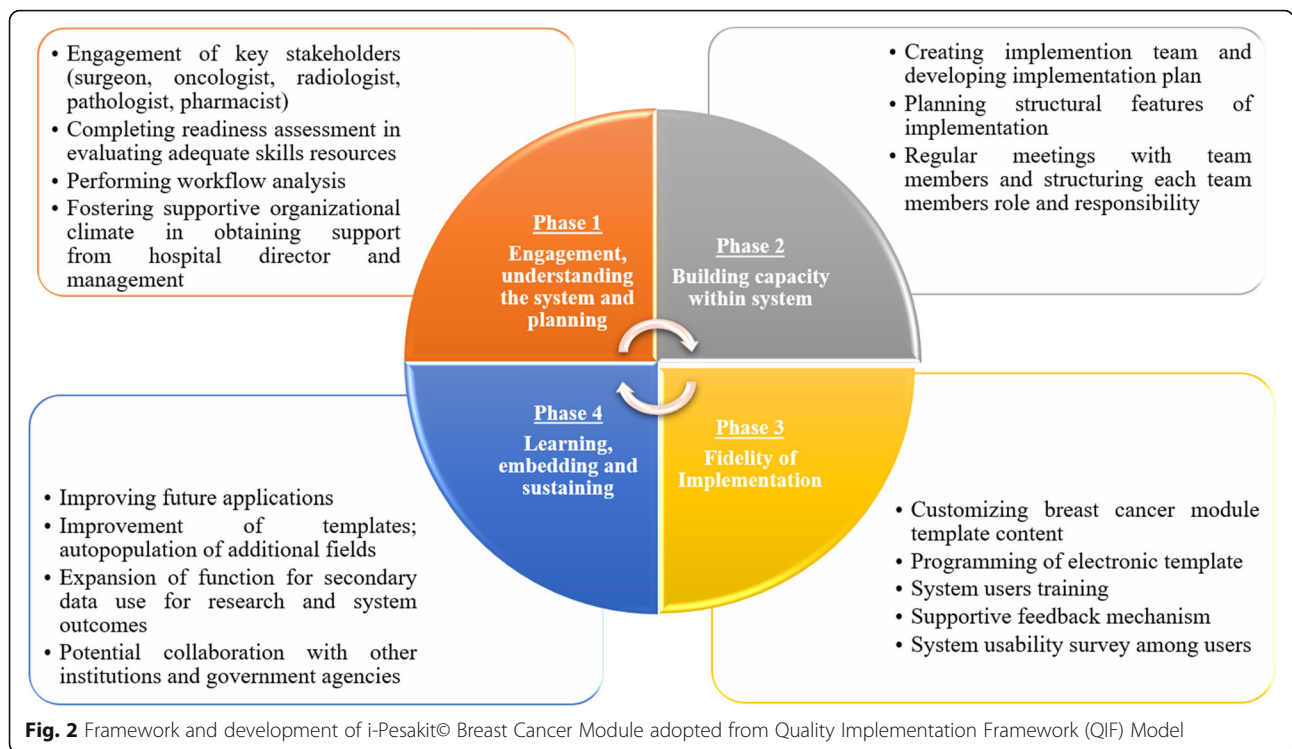 • Engagement of key stakeholders
(surgeon, oncologist, radiologist,
pathologist, pharmacist)
• Completing readiness assessment in
evaluating adequate skills resources
• Performing workflow analysis
• Fostering supportive organizational
climate in obtaining support
from hospital director and
management
• Creating implemention team and
developing implementation plan
• Planning structural features of
implementation
• Regular meetings with team
members and structuring each team
members role and responsibility
Phase 1
Engagement,
understanding
the system and
planning
Phase 2
Building capacity
within system
Phase 4
Learning,
embedding and
sustaining
Phase 3
Fidelity of
Implementation
• Improving future applications
• Improvement of templates;
autopopulation of additional fields
• Expansion of function for secondary
data use for research and system
outcomes
• Potential collaboration with other
institutions and government agencies
• Customizing breast cancer module
template content
• Programming of electronic template
• System users training
• Supportive feedback mechanism
• System usability survey among users
Fig. 2 Framework and development of i-Pesakit© Breast Cancer Module adopted from Quality Implementation Framework (QIF) Model